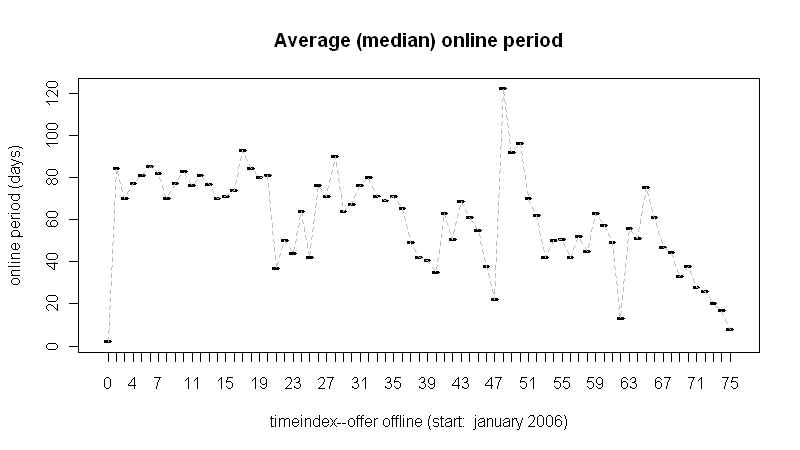 Average (median) online period
online period (days)
120
100
80
60
40
20
0
0 4 7 11 15 19 23 27 31 35 39 43 47 51 55 59 63 67 71 75
timeindex--offer offline (start: january 2006)